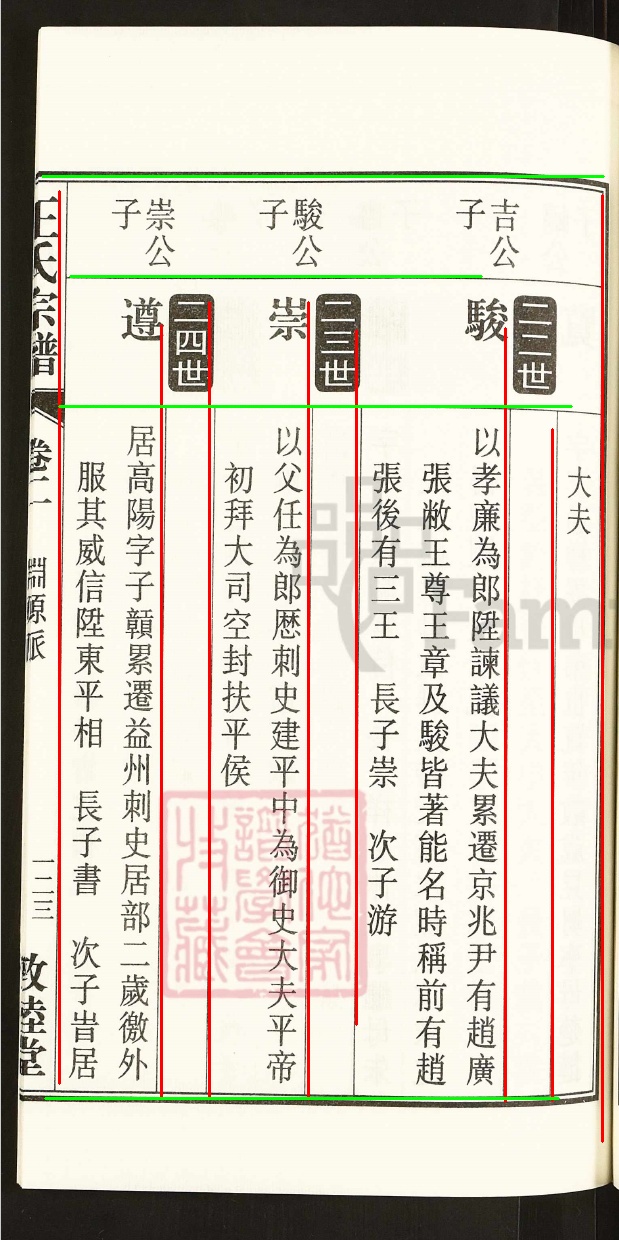 大夫
吉公
子
二二世
駿
以孝廉為郎陞諫議大夫累遷京兆尹有趙廣
張敝王尊王章及駿皆著能名時稱前有趙
張後有三王 長子崇 次子游
駿公
子
二三世
崇
以父任為郎歷刺史建平中為御史大夫平帝
初拜大司空封扶平侯
崇公
子
二四世
遵
居高陽字子贛累遷益州刺史居部二歲徼外
服其威信陞東平相 長子書 次子旹居
王氏宗譜
卷二
淵源派
一二三
敦睦堂
Fam